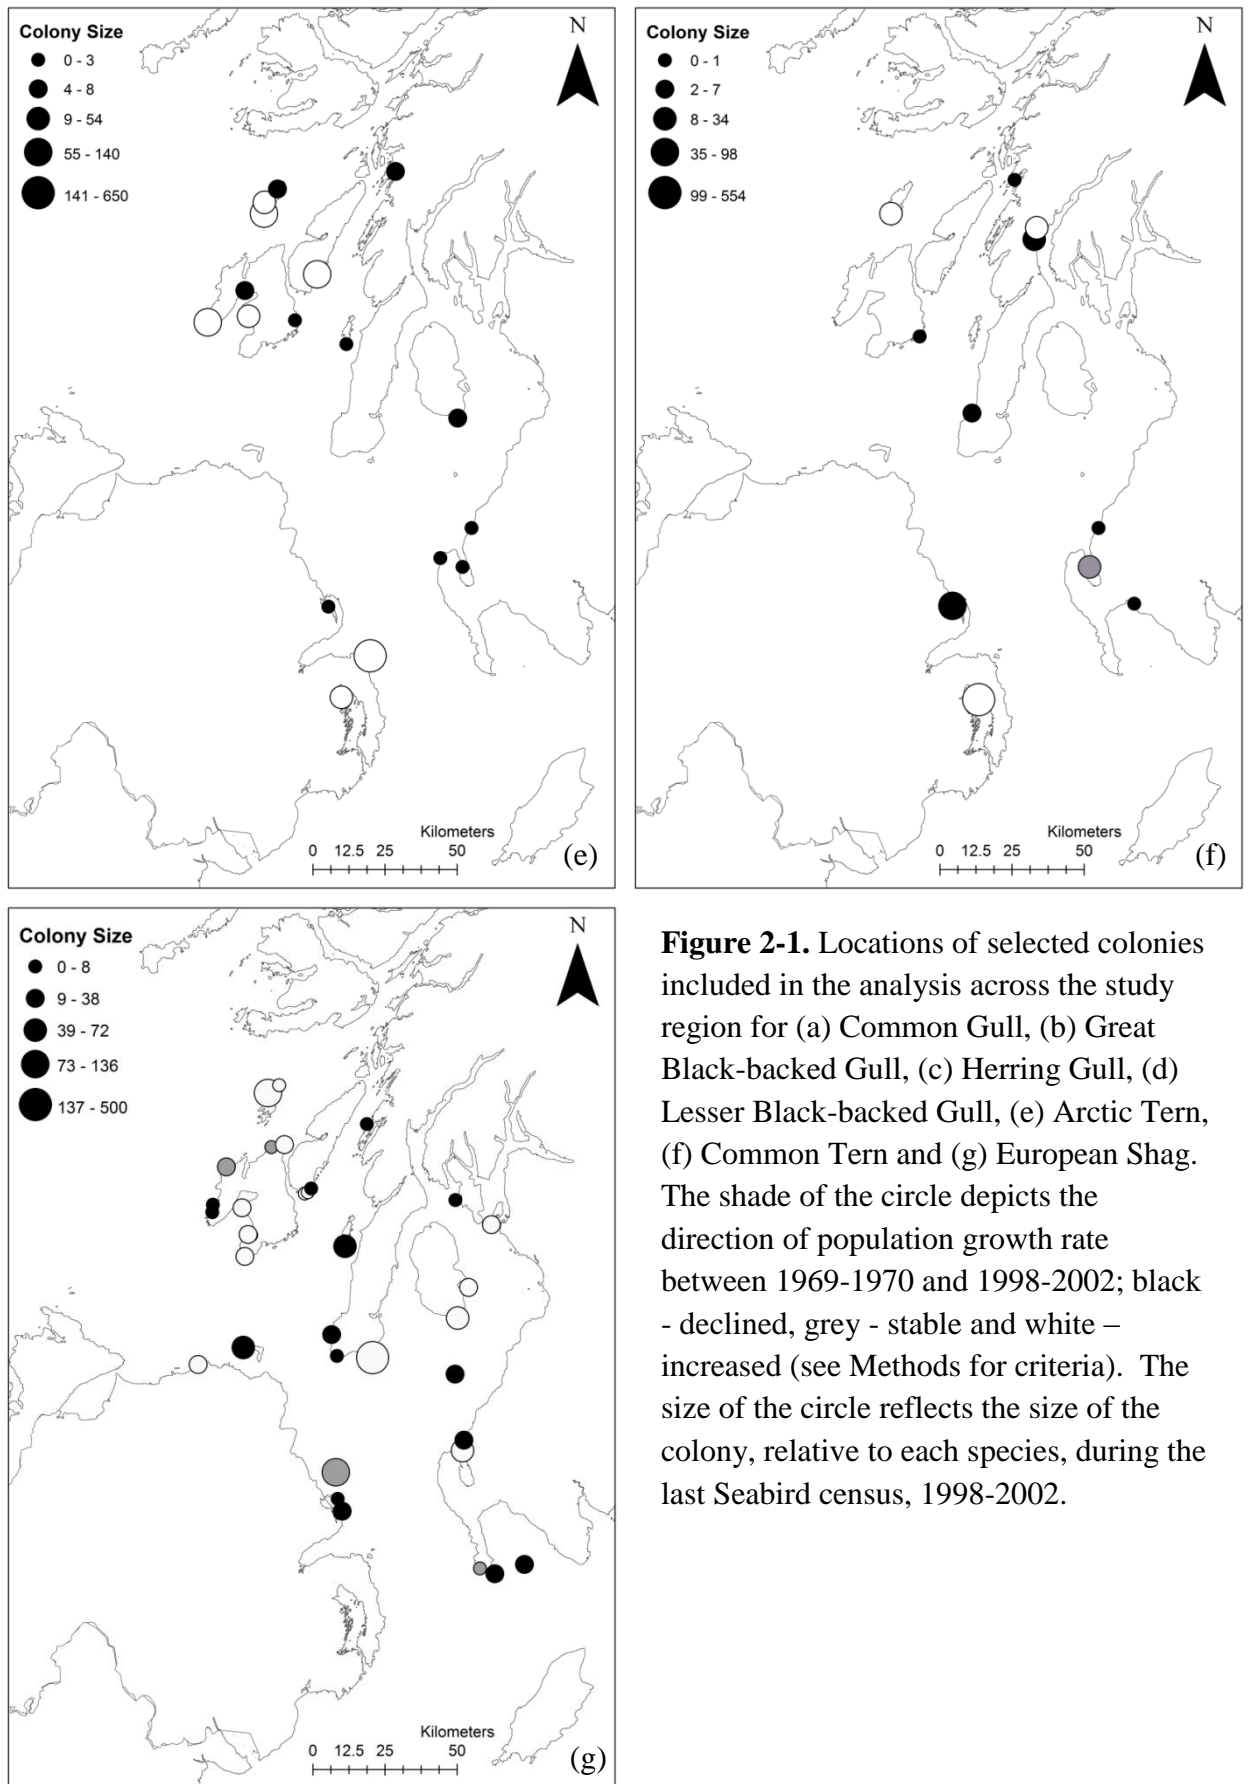 Colony Size
0 - 3
4 - 8
9 - 54
55 - 140
141 - 650
N
Kilometers
0 12.5 25 50
(e)
Colony Size
0 - 1
2 - 7
8 - 34
35 - 98
99 - 554
N
Kilometers
0 12.5 25 50
(f)
Colony Size
0 - 8
9 - 38
39 - 72
73 - 136
137 - 500
N
Kilometers
0 12.5 25 50
(g)
Figure 2-1. Locations of selected colonies
included in the analysis across the study
region for (a) Common Gull, (b) Great
Black-backed Gull, (c) Herring Gull, (d)
Lesser Black-backed Gull, (e) Arctic Tern,
(f) Common Tern and (g) European Shag.
The shade of the circle depicts the
direction of population growth rate
between 1969-1970 and 1998-2002; black
- declined, grey - stable and white –
increased (see Methods for criteria).  The
size of the circle reflects the size of the
colony, relative to each species, during the
last Seabird census, 1998-2002.